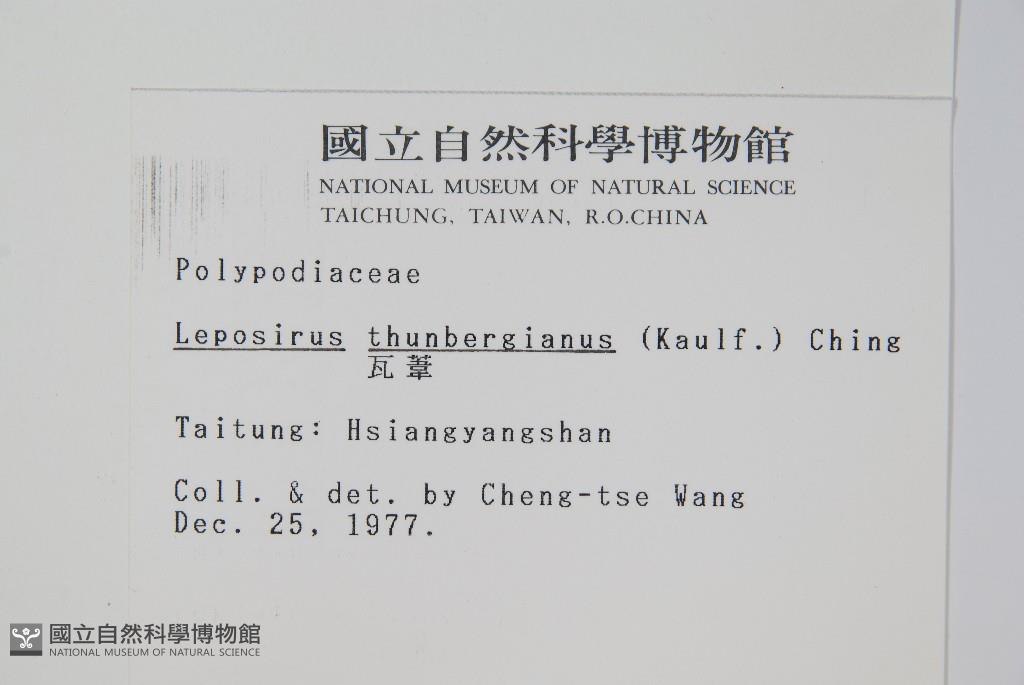 國立自然科學博物館
NATIONAL MUSEUM OF NATURAL SCIENCE
TAICHUNG, TAIWAN, R.O.CHINA
Polypodiaceae
Leposirus thunbergianus (Kaulf.) Ching
瓦葦
Taitung: Hsiangyangshan
Coll. & det. by Cheng-tse Wang
Dec. 25, 1977.
國立自然科學博物館
NATIONAL MUSEUM OF NATURAL SCIENCE